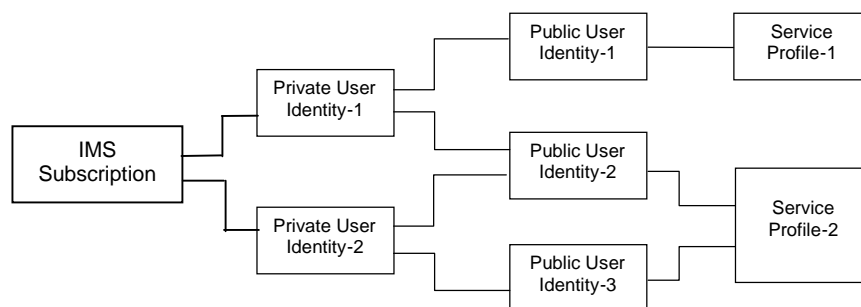 IMS
Subscription
Private User
Identity-1
Private User
Identity-2
Public User
Identity-1
Public User
Identity-2
Public User
Identity-3
Service
Profile-1
Service
Profile-2